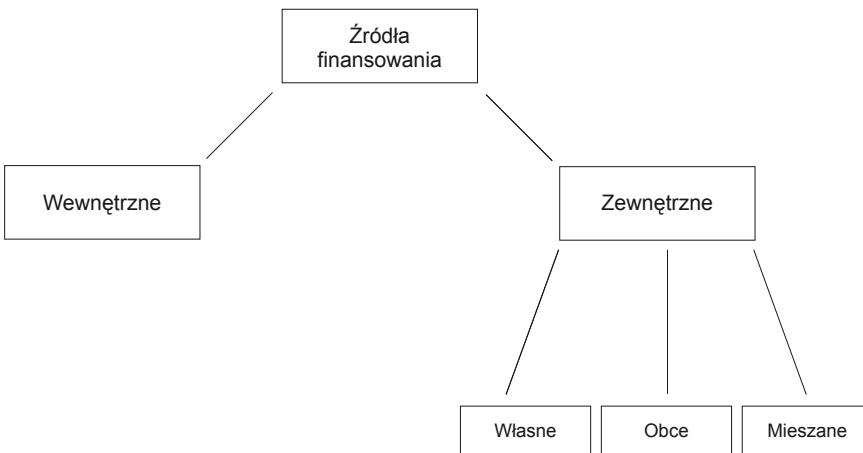 Źródła
finansowania
Wewnętrzne
Zewnętrzne
Własne
Obce
Mieszane